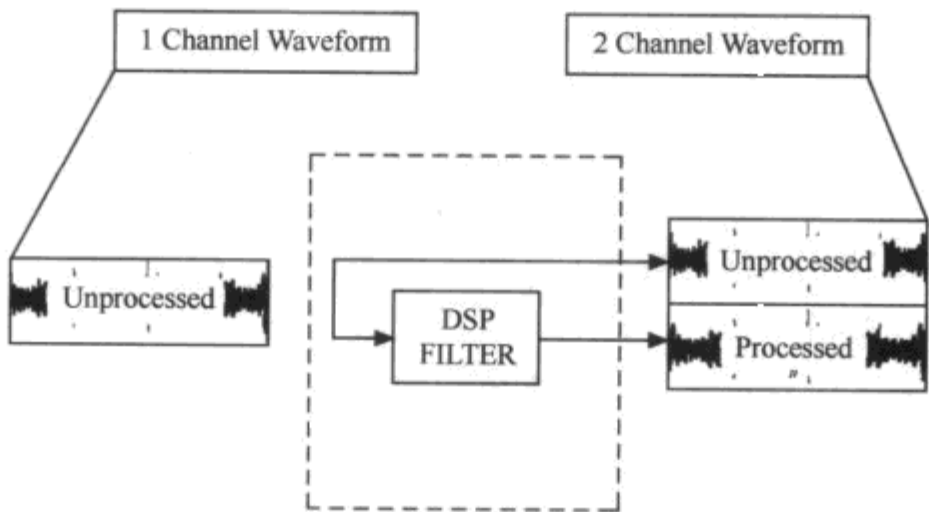 1 Channel Waveform
2 Channel Waveform
Unprocessed
DSP
FILTER
Unprocessed
Processed